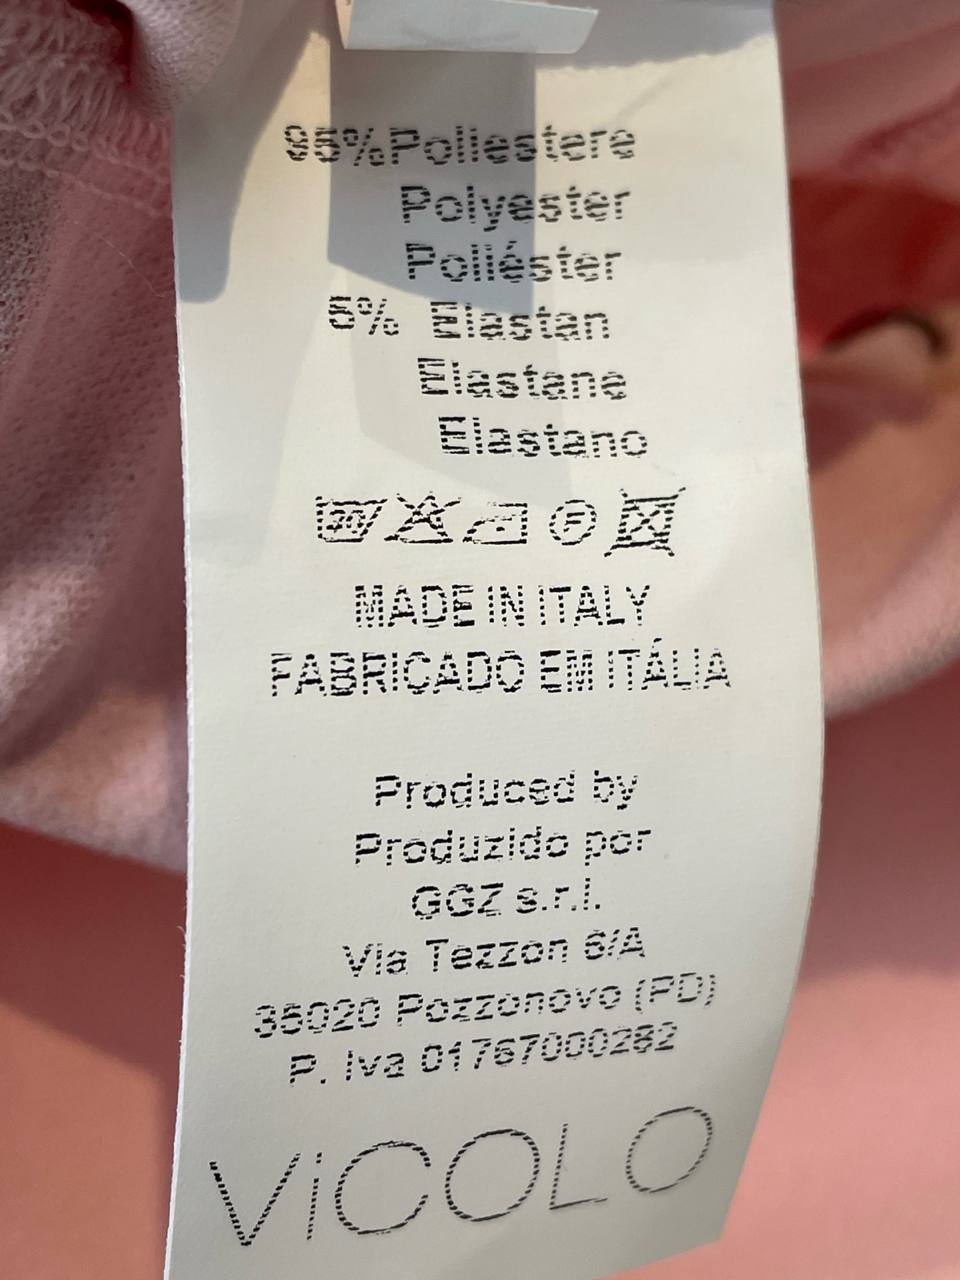 95%Poliestere
Polyester
Poliéster
5% Elastan
Elastane
Elastano
30 F
MADE IN ITALY
FABRICADO EM ITÁLIA
Produced by
Produzido por
GGZ s.r.l.
Via Tezzon 6/A
35020 Pozzonovo (PD)
P. Iva 01767000282
ViCOLO